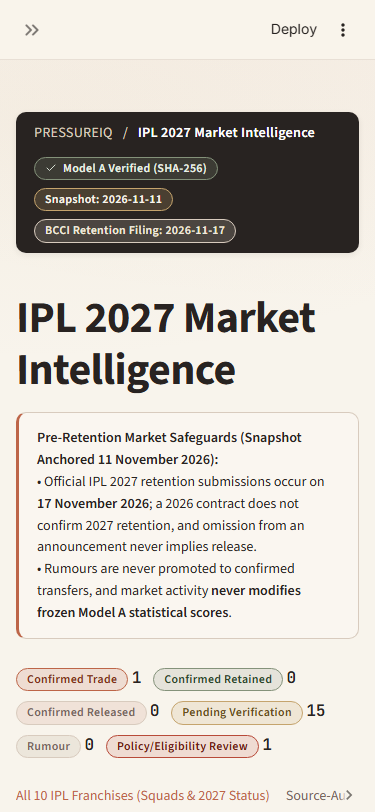 Deploy
PRESSUREIQ / IPL 2027 Market Intelligence
✓ Model A Verified (SHA-256)
Snapshot: 2026-11-11
BCCI Retention Filing: 2026-11-17
IPL 2027 Market
Intelligence
Pre-Retention Market Safeguards (Snapshot
Anchored 11 November 2026):
• Official IPL 2027 retention submissions occur on
17 November 2026; a 2026 contract does not
confirm 2027 retention, and omission from an
announcement never implies release.
• Rumours are never promoted to confirmed
transfers, and market activity never modifies
frozen Model A statistical scores.
Confirmed Trade 1 Confirmed Retained 0
Confirmed Released 0 Pending Verification 15
Rumour 0 Policy/Eligibility Review 1
All 10 IPL Franchises (Squads & 2027 Status) Source-Au